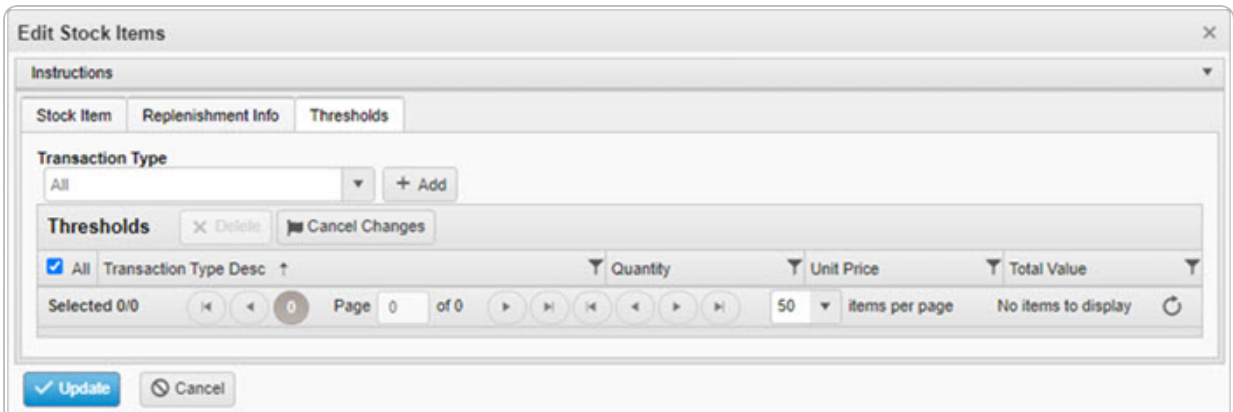 Edit Stock Items
Instructions
Stock Item Replenishment Info Thresholds
Transaction Type
All + Add
Thresholds Delete Cancel Changes
All Transaction Type Desc ↑ Quantity Unit Price Total Value
Selected 0/0 0 Page 0 of 0 50 items per page No items to display
Update Cancel